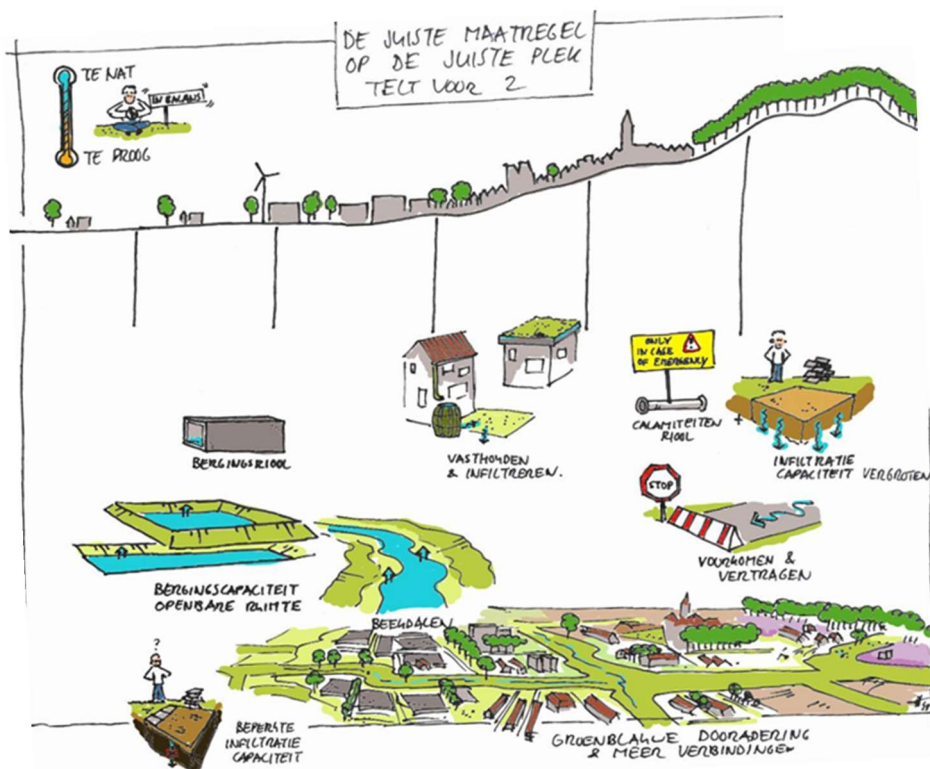 DE JUISTE MAATREGEL
OP DE JUISTE PLEK
TELT VOOR 2
TE NAT
IN BALANS
TE DROOG
ONLY
IN CASE
OF EMERGENCY
CALAMITEITEN
RIOOL
+
INFILTRATIE
CAPACITEIT VERGROTEN
VASTHOUDEN
& INFILTREREN.
BERGINGSRIOOL
STOP
VOORKOMEN &
VERTRAGEN
BERGINGSCAPACITEIT
OPENBARE RUIMTE
BEEKDALEN
?
BEPERKTE
INFILTRATIE
CAPACITEIT
GROENBLAUWE DOORADERING
& MEER VERBINDINGEN